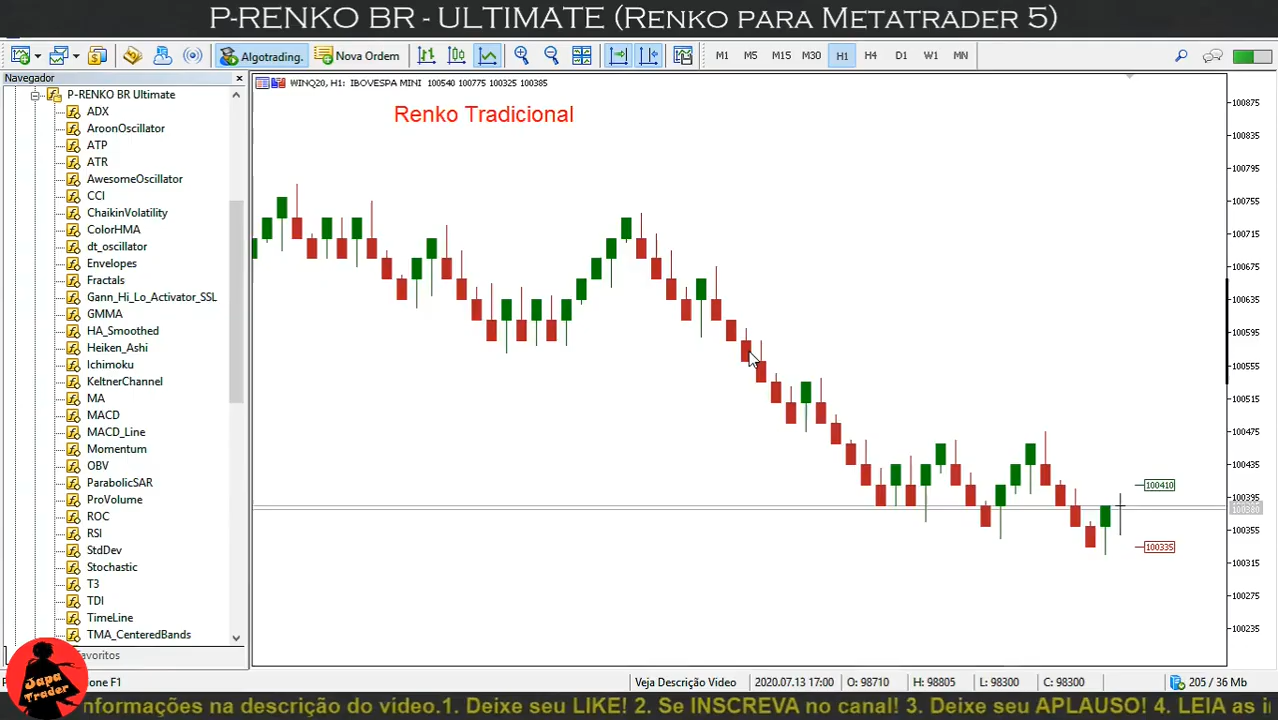 P-RENKO BR - ULTIMATE (RENKO PARA METATRADER 5)
Algotrading.
Nova Ordem
M1 M5 M15 M30 H1 H4 D1 W1 MN
Navegador
P-RENKO BR Ultimate
ADX
AroonOscillator
ATP
ATR
AwesomeOscillator
CCI
ChaikinVolatility
ColorHMA
dt_oscillator
Envelopes
Fractals
Gann_Hi_Lo_Activator_SSL
GMMA
HA_Smoothed
Heiken_Ashi
Ichimoku
KeltnerChannel
MA
MACD
MACD_Line
Momentum
OBV
ParabolicSAR
ProVolume
ROC
RSI
StdDev
Stochastic
T3
TDI
TimeLine
TMA_CenteredBands
Favoritos
WINQ20, H1: IBOVESPA MINI 100540 100775 100325 100385
Renko Tradicional
100875
100835
100795
100755
100715
100675
100635
100595
100555
100515
100475
100435
100395
100380
100355
100315
100275
100235
100410
100335
one F1
Veja Descrição Video
2020.07.13 17:00
O: 98710
H: 98805
L: 98300
C: 98300
205 / 36 Mb
Japa
Trader
nformações na descrição do vídeo.1. Deixe seu LIKE! 2. Se INSCREVA no canal! 3. Deixe seu APLAUSO! 4. LEIA as i